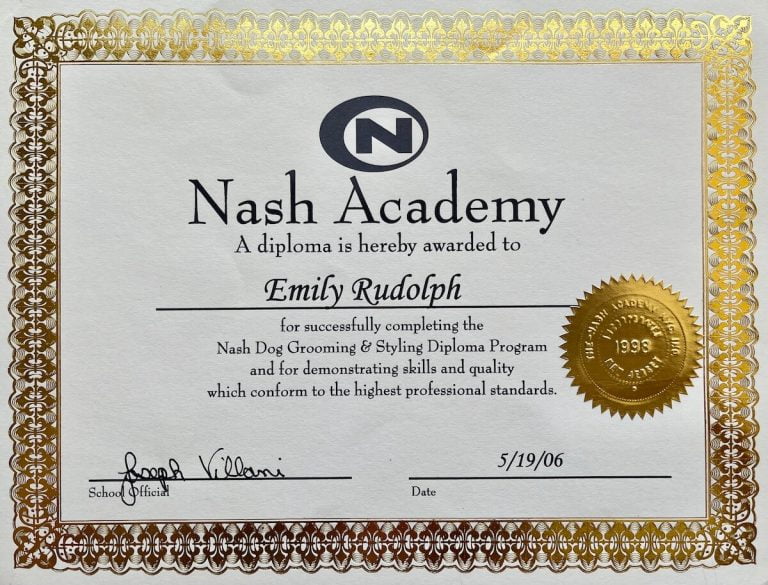 N
Nash Academy
A diploma is hereby awarded to
Emily Rudolph
for successfully completing the
Nash Dog Grooming & Styling Diploma Program
and for demonstrating skills and quality
which conform to the highest professional standards.
1998
NEW JERSEY
Joseph Villani
5/19/06
School Official
Date